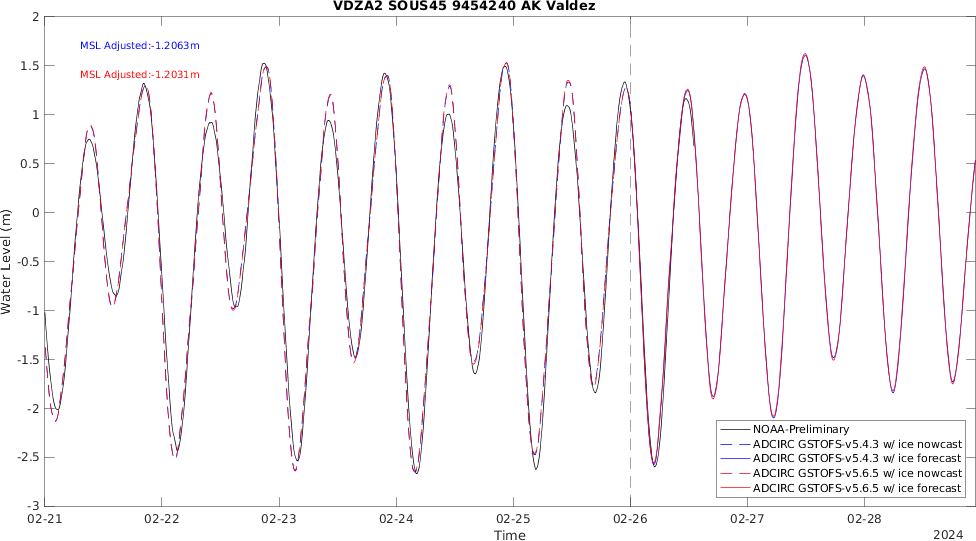 VDZA2 SOUS45 9454240 AK Valdez
MSL Adjusted:-1.2063m
MSL Adjusted:-1.2031m
2
1.5
1
0.5
0
-0.5
-1
-1.5
-2
-2.5
-3
Water Level (m)
NOAA-Preliminary
ADCIRC GSTOFS-v5.4.3 w/ ice nowcast
ADCIRC GSTOFS-v5.4.3 w/ ice forecast
ADCIRC GSTOFS-v5.6.5 w/ ice nowcast
ADCIRC GSTOFS-v5.6.5 w/ ice forecast
02-21 02-22 02-23 02-24 02-25 02-26 02-27 02-28
Time
2024